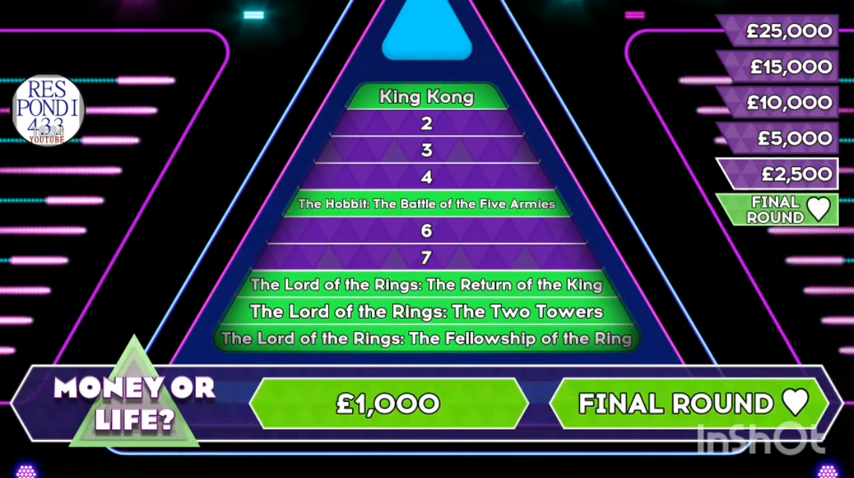 £25,000
£15,000
£10,000
£5,000
£2,500
FINAL
ROUND
RES
PONDI
433
YOUTUBE
King Kong
2
3
4
The Hobbit: The Battle of the Five Armies
6
7
The Lord of the Rings: The Return of the King
The Lord of the Rings: The Two Towers
The Lord of the Rings: The Fellowship of the Ring
MONEY OR
LIFE?
£1,000
FINAL ROUND
InShOt